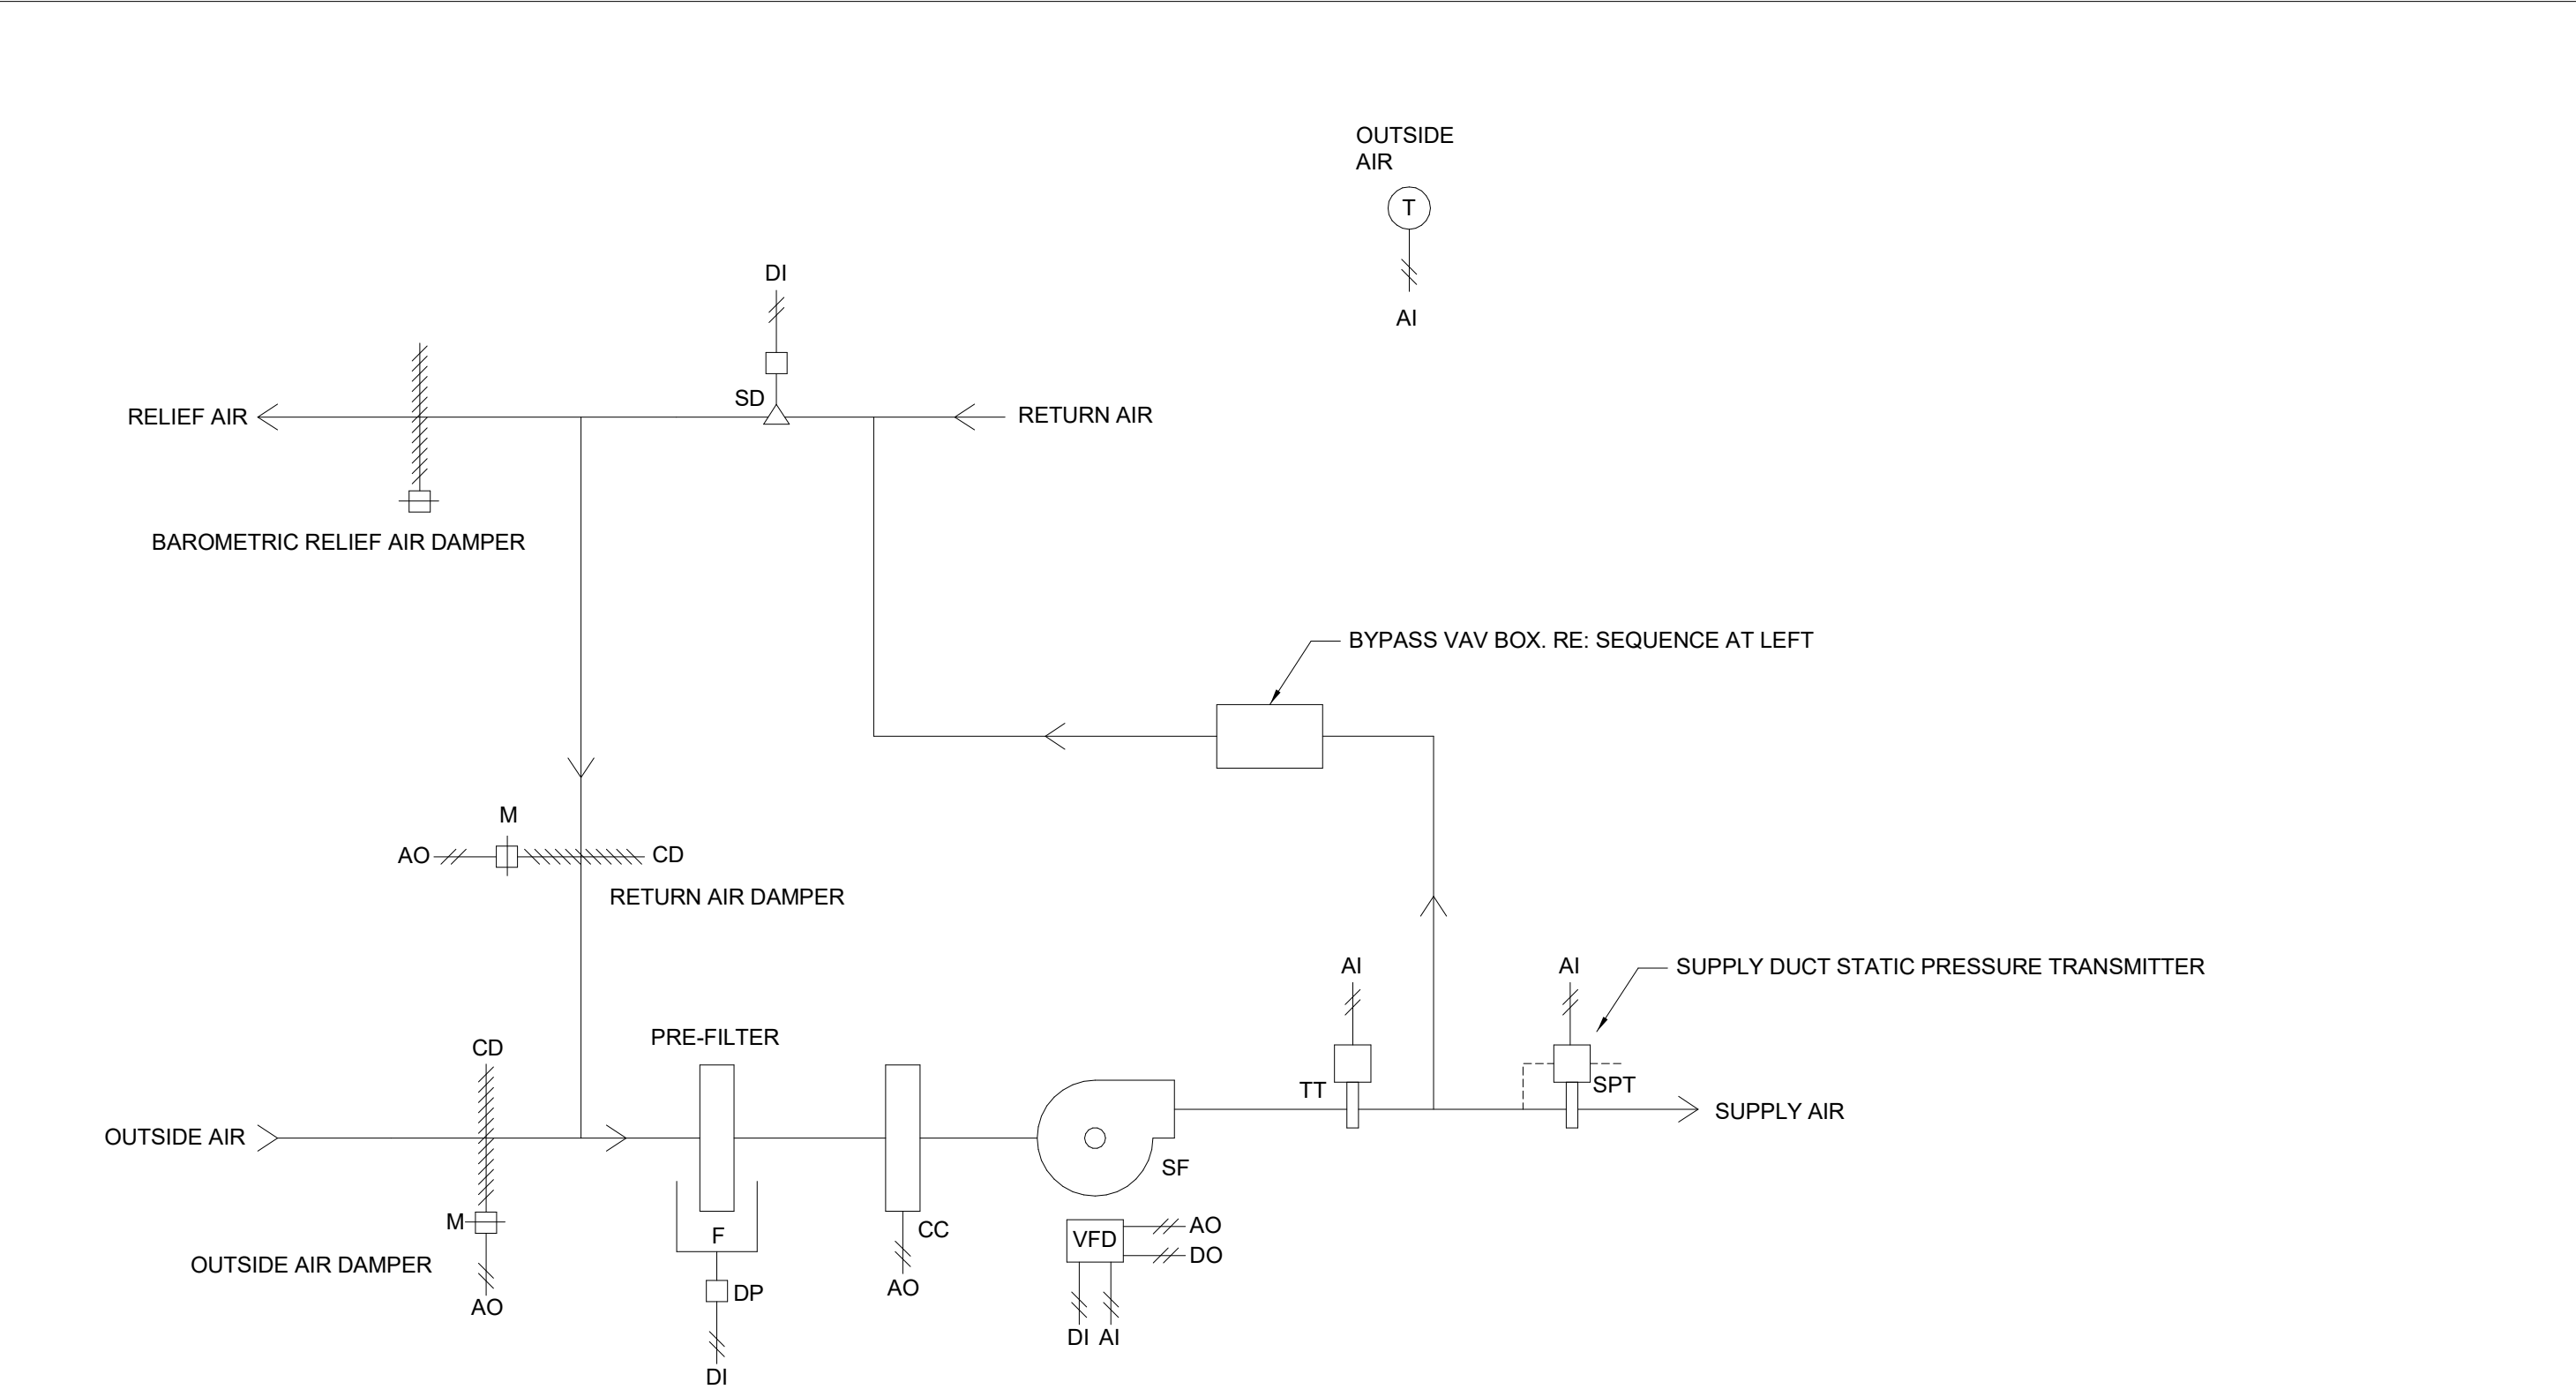 OUTSIDE
AIR
T
AI
DI
SD
RELIEF AIR
RETURN AIR
BAROMETRIC RELIEF AIR DAMPER
BYPASS VAV BOX. RE: SEQUENCE AT LEFT
M
AO
CD
RETURN AIR DAMPER
AI
AI
SUPPLY DUCT STATIC PRESSURE TRANSMITTER
PRE-FILTER
CD
TT
SPT
SUPPLY AIR
OUTSIDE AIR
SF
M
F
CC
VFD
AO
DO
OUTSIDE AIR DAMPER
AO
DP
AO
DI
AI
DI